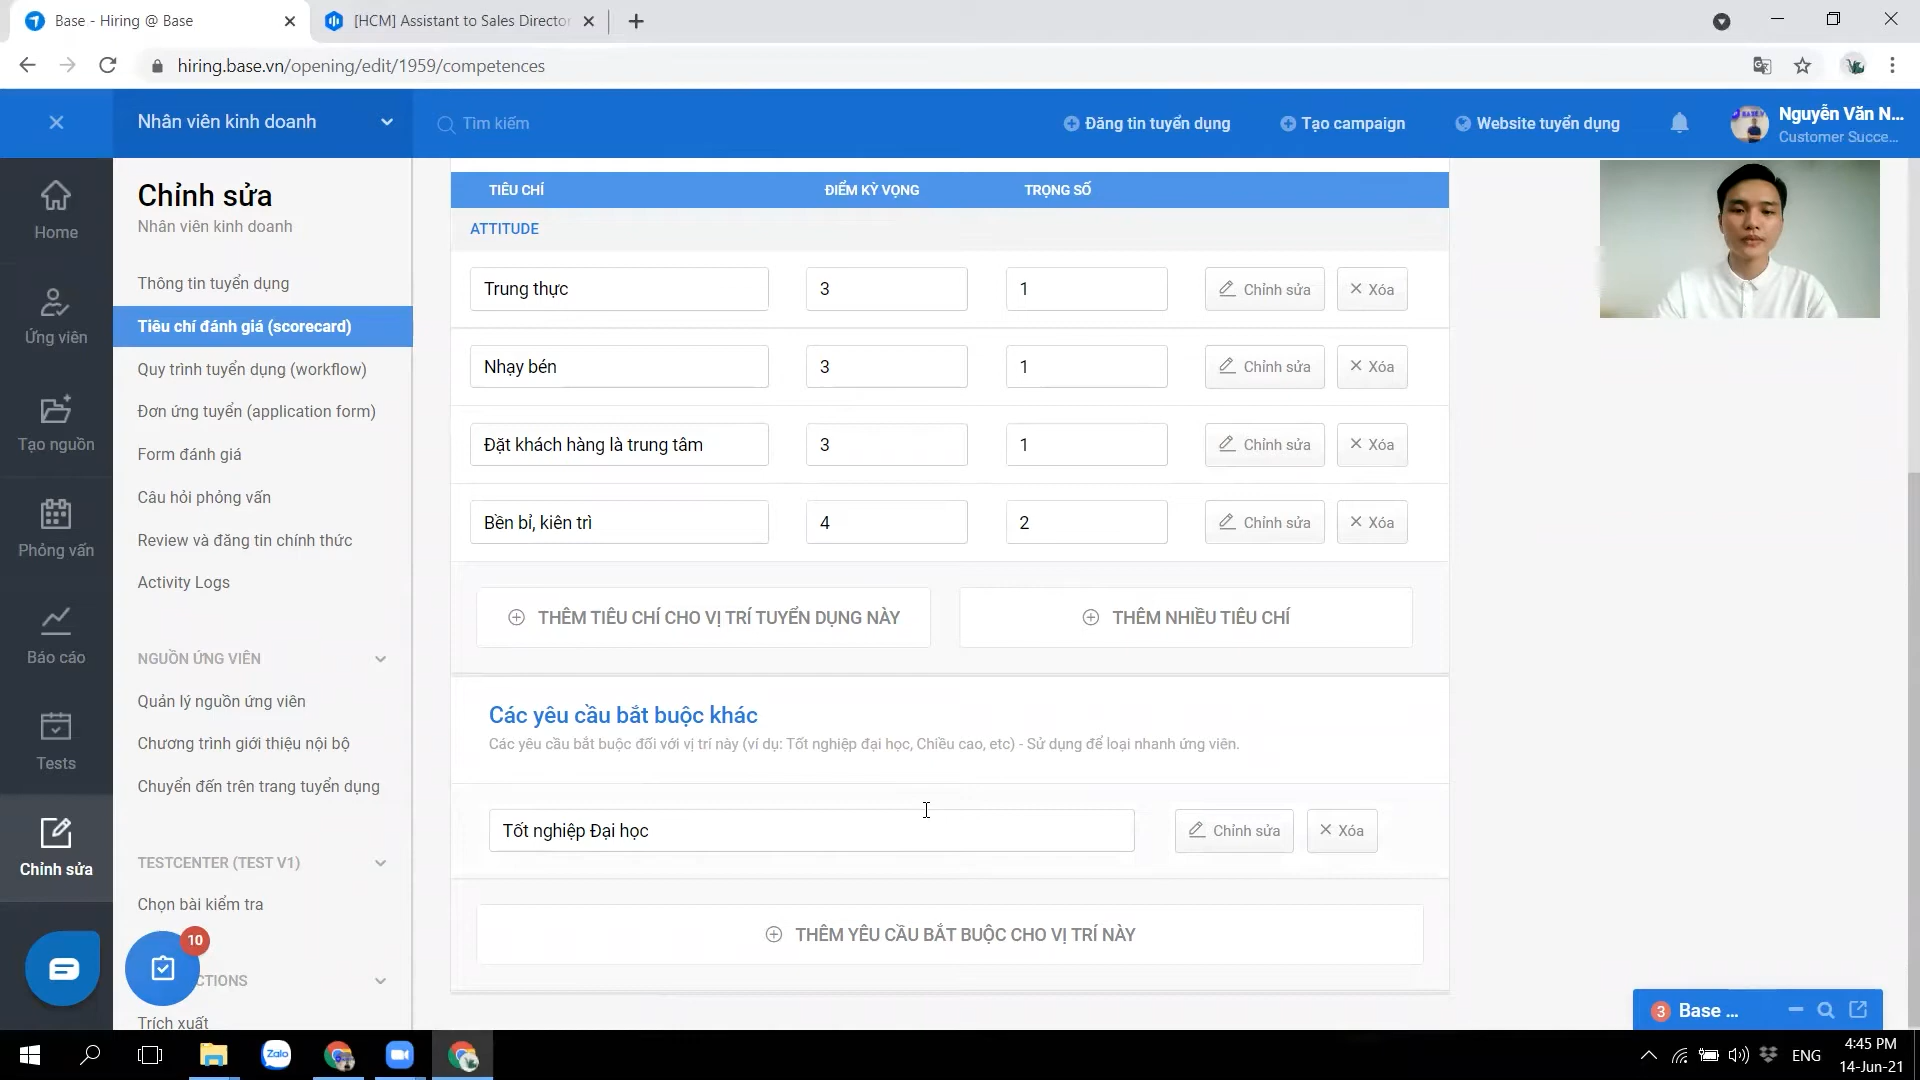 Base - Hiring @ Base
[HCM] Assistant to Sales Director
hiring.base.vn/opening/edit/1959/competences
Nhân viên kinh doanh
Tìm kiếm
Đăng tin tuyển dụng
Tạo campaign
Website tuyển dụng
Nguyễn Văn N...
Customer Succe...
Home
Ứng viên
Tạo nguồn
Phỏng vấn
Báo cáo
Tests
Chỉnh sửa
Chỉnh sửa
Nhân viên kinh doanh
Thông tin tuyển dụng
Tiêu chí đánh giá (scorecard)
Quy trình tuyển dụng (workflow)
Đơn ứng tuyển (application form)
Form đánh giá
Câu hỏi phỏng vấn
Review và đăng tin chính thức
Activity Logs
NGUỒN ỨNG VIÊN
Quản lý nguồn ứng viên
Chương trình giới thiệu nội bộ
Chuyển đến trên trang tuyển dụng
TESTCENTER (TEST V1)
Chọn bài kiểm tra
10
CTIONS
Trích xuất
TIÊU CHÍ ĐIỂM KỲ VỌNG TRỌNG SỐ
ATTITUDE
Trung thực 3 1 Chỉnh sửa Xóa
Nhạy bén 3 1 Chỉnh sửa Xóa
Đặt khách hàng là trung tâm 3 1 Chỉnh sửa Xóa
Bền bỉ, kiên trì 4 2 Chỉnh sửa Xóa
THÊM TIÊU CHÍ CHO VỊ TRÍ TUYỂN DỤNG NÀY
THÊM NHIỀU TIÊU CHÍ
Các yêu cầu bắt buộc khác
Các yêu cầu bắt buộc đối với vị trí này (ví dụ: Tốt nghiệp đại học, Chiều cao, etc) - Sử dụng để loại nhanh ứng viên.
Tốt nghiệp Đại học Chỉnh sửa Xóa
THÊM YÊU CẦU BẮT BUỘC CHO VỊ TRÍ NÀY
3 Base ...
Zalo
ENG
4:45 PM
14-Jun-21